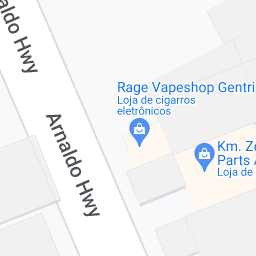 Arnaldo Hwy
Rage Vapeshop Gentri
Loja de cigarros
eletrônicos
Arnaldo Hwy
Km. Ze
Parts A
Loja de